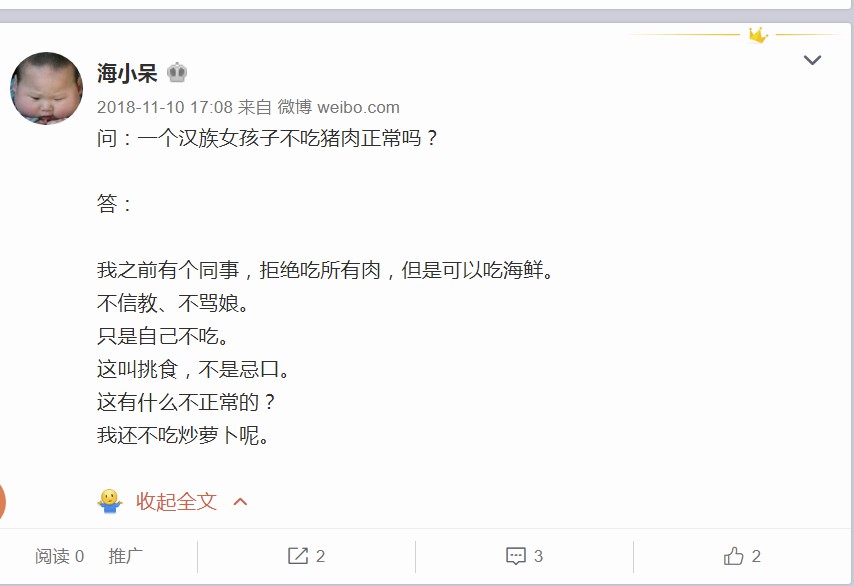 海小呆
2018-11-10 17:08 来自 微博 weibo.com
问：一个汉族女孩子不吃猪肉正常吗？
答：
我之前有个同事，拒绝吃所有肉，但是可以吃海鲜。
不信教、不骂娘。
只是自己不吃。
这叫挑食，不是忌口。
这有什么不正常的？
我还不吃炒萝卜呢。
收起全文
阅读 0 推广 2 3 2